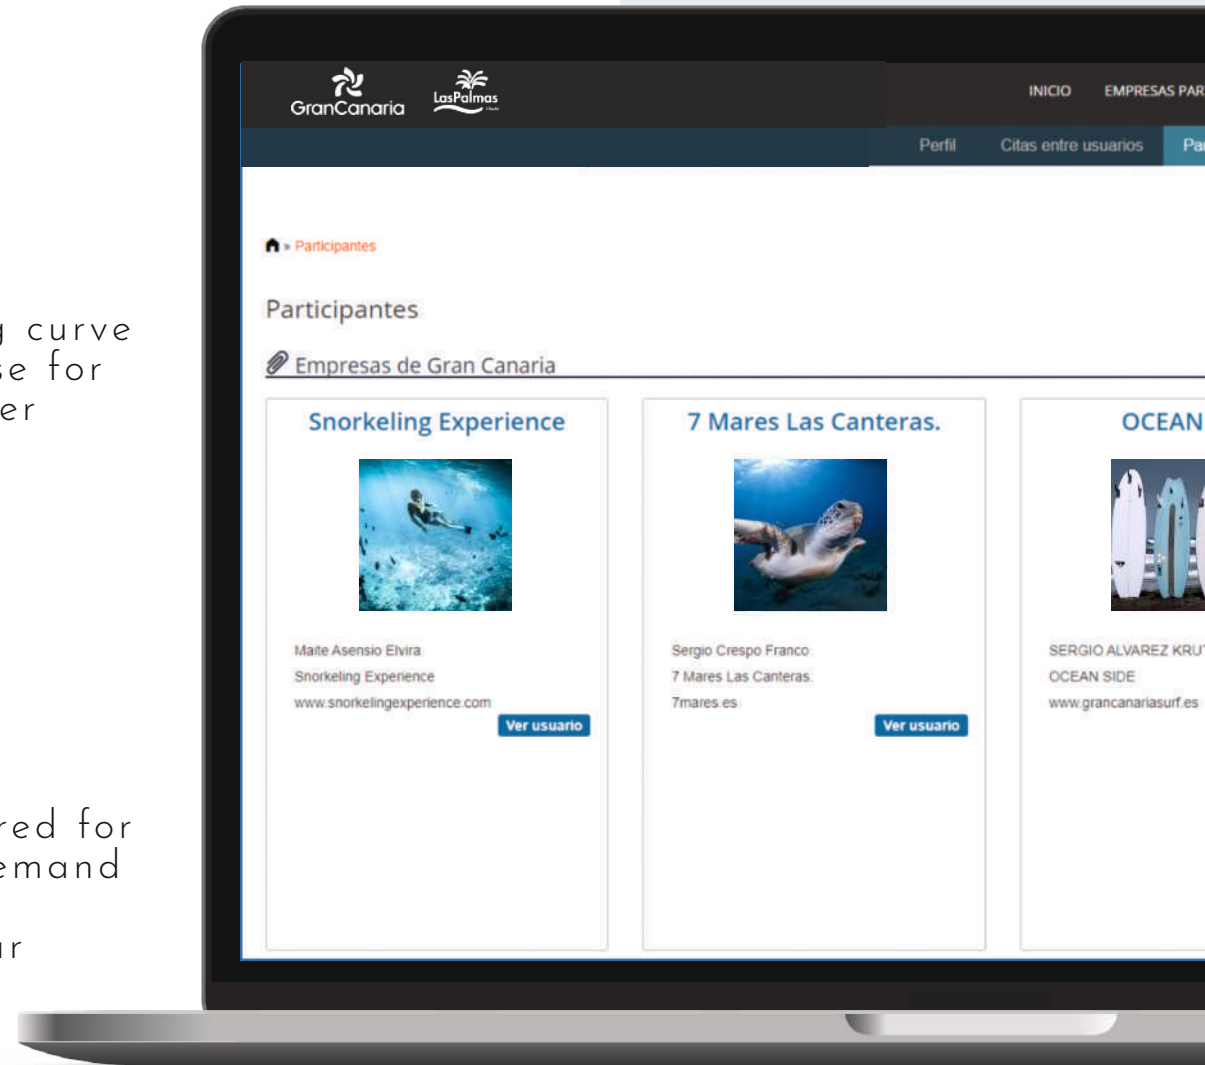 GranCanaria
LasPalmas
INICIO EMPRESAS PAR
Perfil Citas entre usuarios Par
» Participantes
Participantes
Empresas de Gran Canaria
Snorkeling Experience
Maite Asensio Elvira
Snorkeling Experience
www.snorkelingexperience.com
Ver usuario
7 Mares Las Canteras.
Sergio Crespo Franco
7 Mares Las Canteras.
7mares.es
Ver usuario
OCEAN
SERGIO ALVAREZ KRUT
OCEAN SIDE
www.grancanariasurf.es
g curve
se for
er
red for
emand
ur